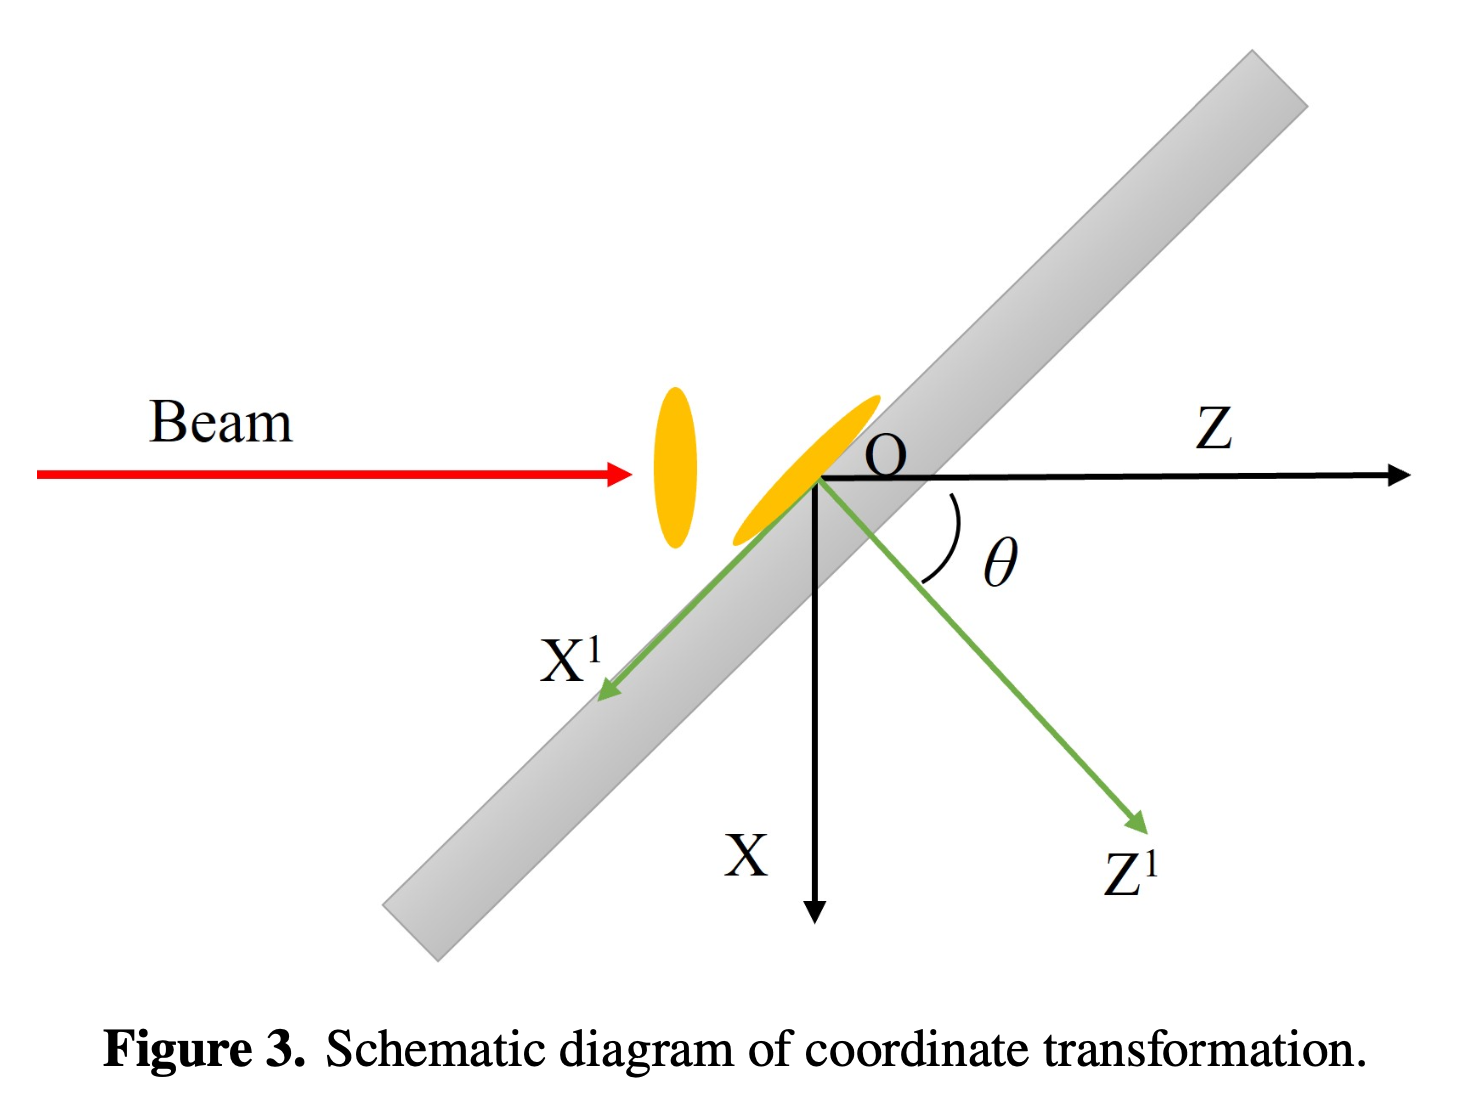 Beam
O
Z
θ
X¹
X
Z¹
Figure 3. Schematic diagram of coordinate transformation.